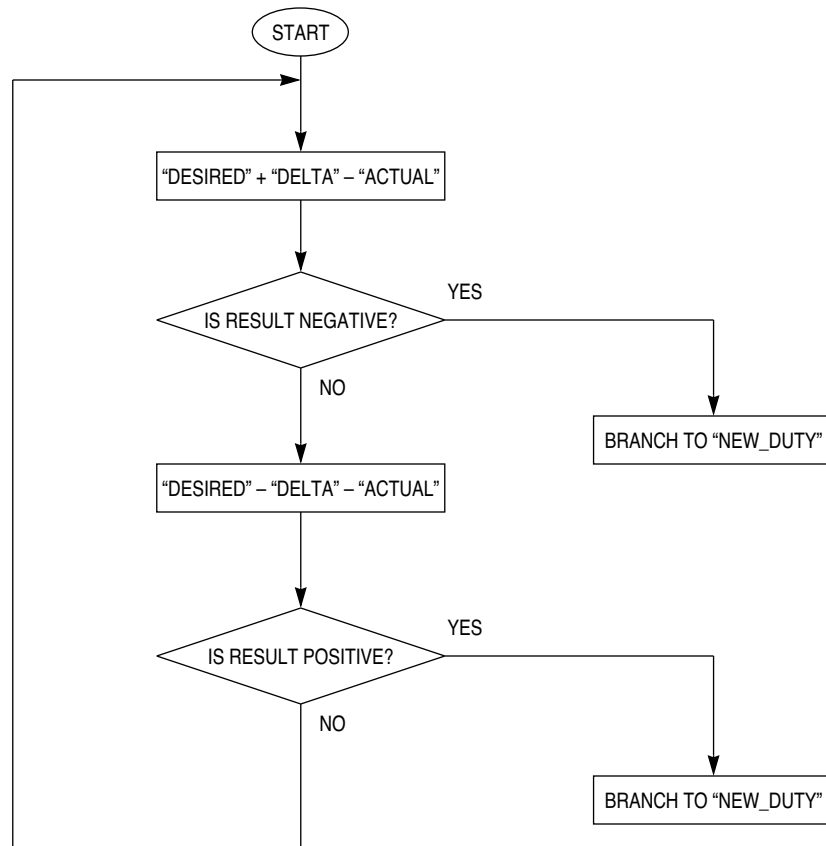 START
“DESIRED” + “DELTA” – “ACTUAL”
IS RESULT NEGATIVE?
YES
NO
BRANCH TO “NEW_DUTY”
“DESIRED” – “DELTA” – “ACTUAL”
IS RESULT POSITIVE?
YES
NO
BRANCH TO “NEW_DUTY”